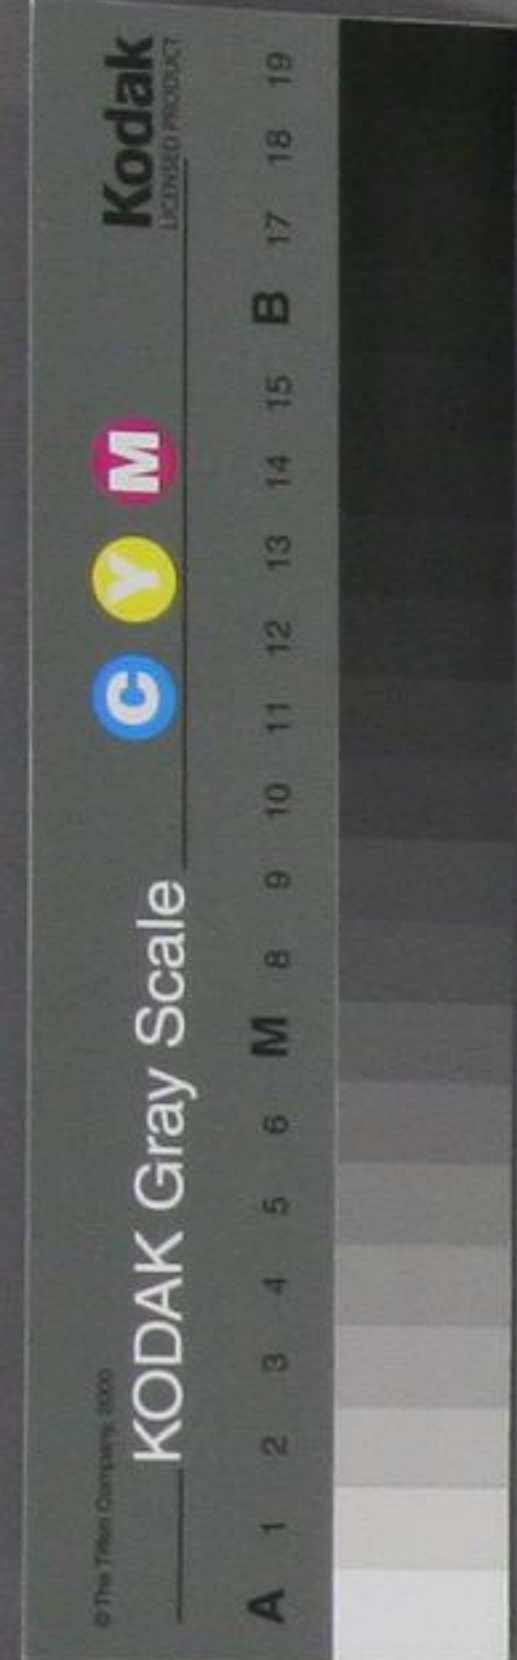 © The Tiffen Company, 2000
KODAK Gray Scale
C Y M
Kodak
LICENSED PRODUCT
A 1 2 3 4 5 6 M 8 9 10 11 12 13 14 15 B 17 18 19